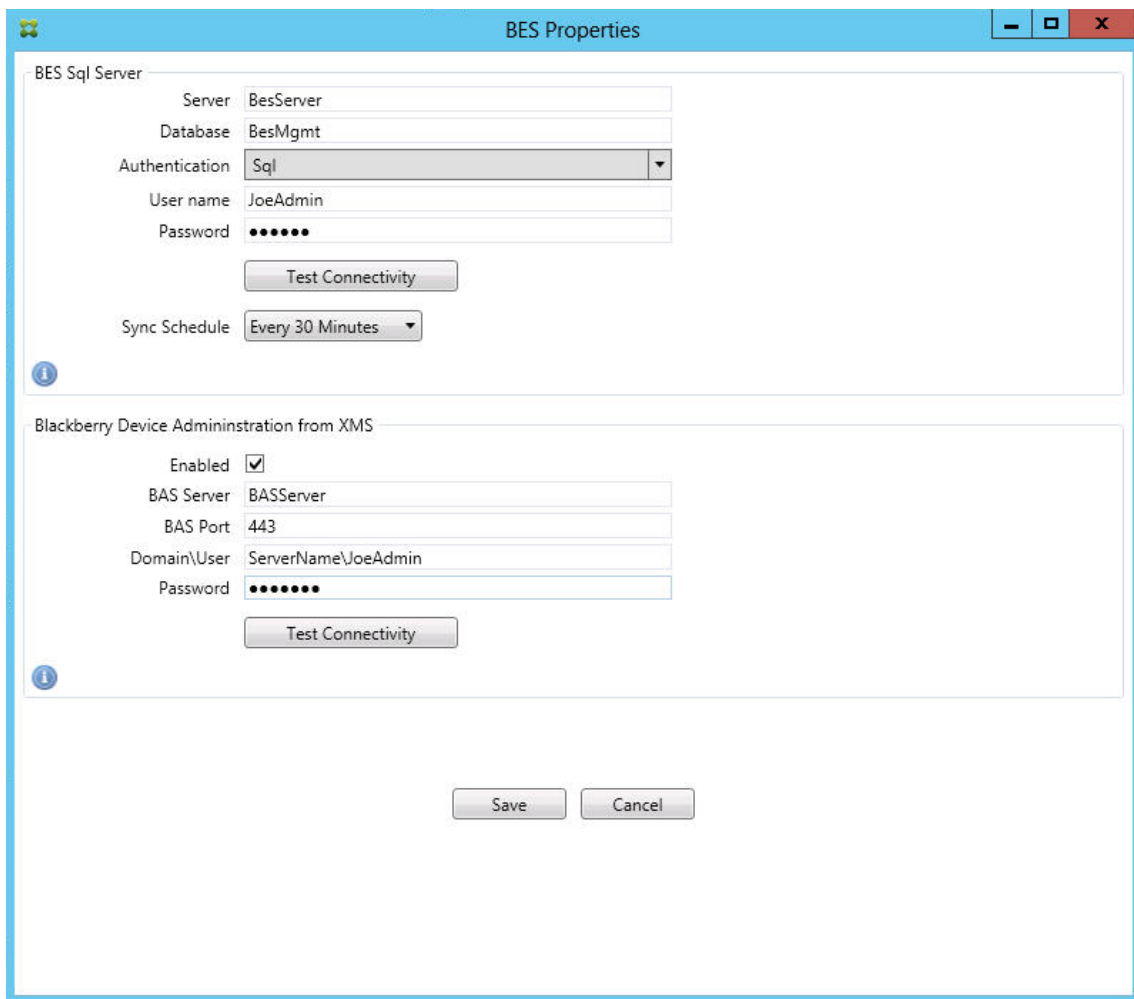 BES Properties
BES Sql Server
Server BesServer
Database BesMgmt
Authentication Sql
User name JoeAdmin
Password ●●●●●●
Test Connectivity
Sync Schedule Every 30 Minutes
Blackberry Device Admininstration from XMS
Enabled
BAS Server BASServer
BAS Port 443
Domain\User ServerName\JoeAdmin
Password ●●●●●●●
Test Connectivity
Save Cancel